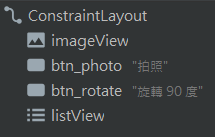 ConstraintLayout
imageView
btn_photo "拍照"
btn_rotate "旋轉 90 度"
listView